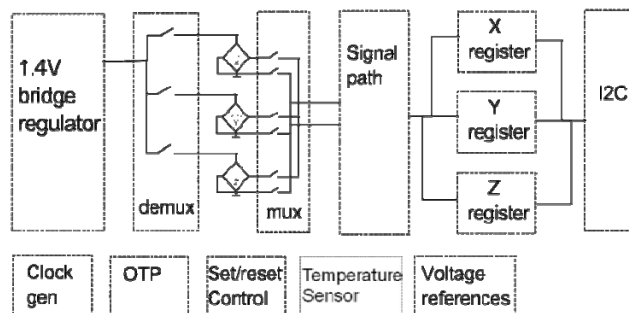 1.4V
bridge
regulator
demux
mux
Signal
path
X
register
Y
register
Z
register
I2C
Clock
gen
OTP
Set/reset
Control
Temperature
Sensor
Voltage
references